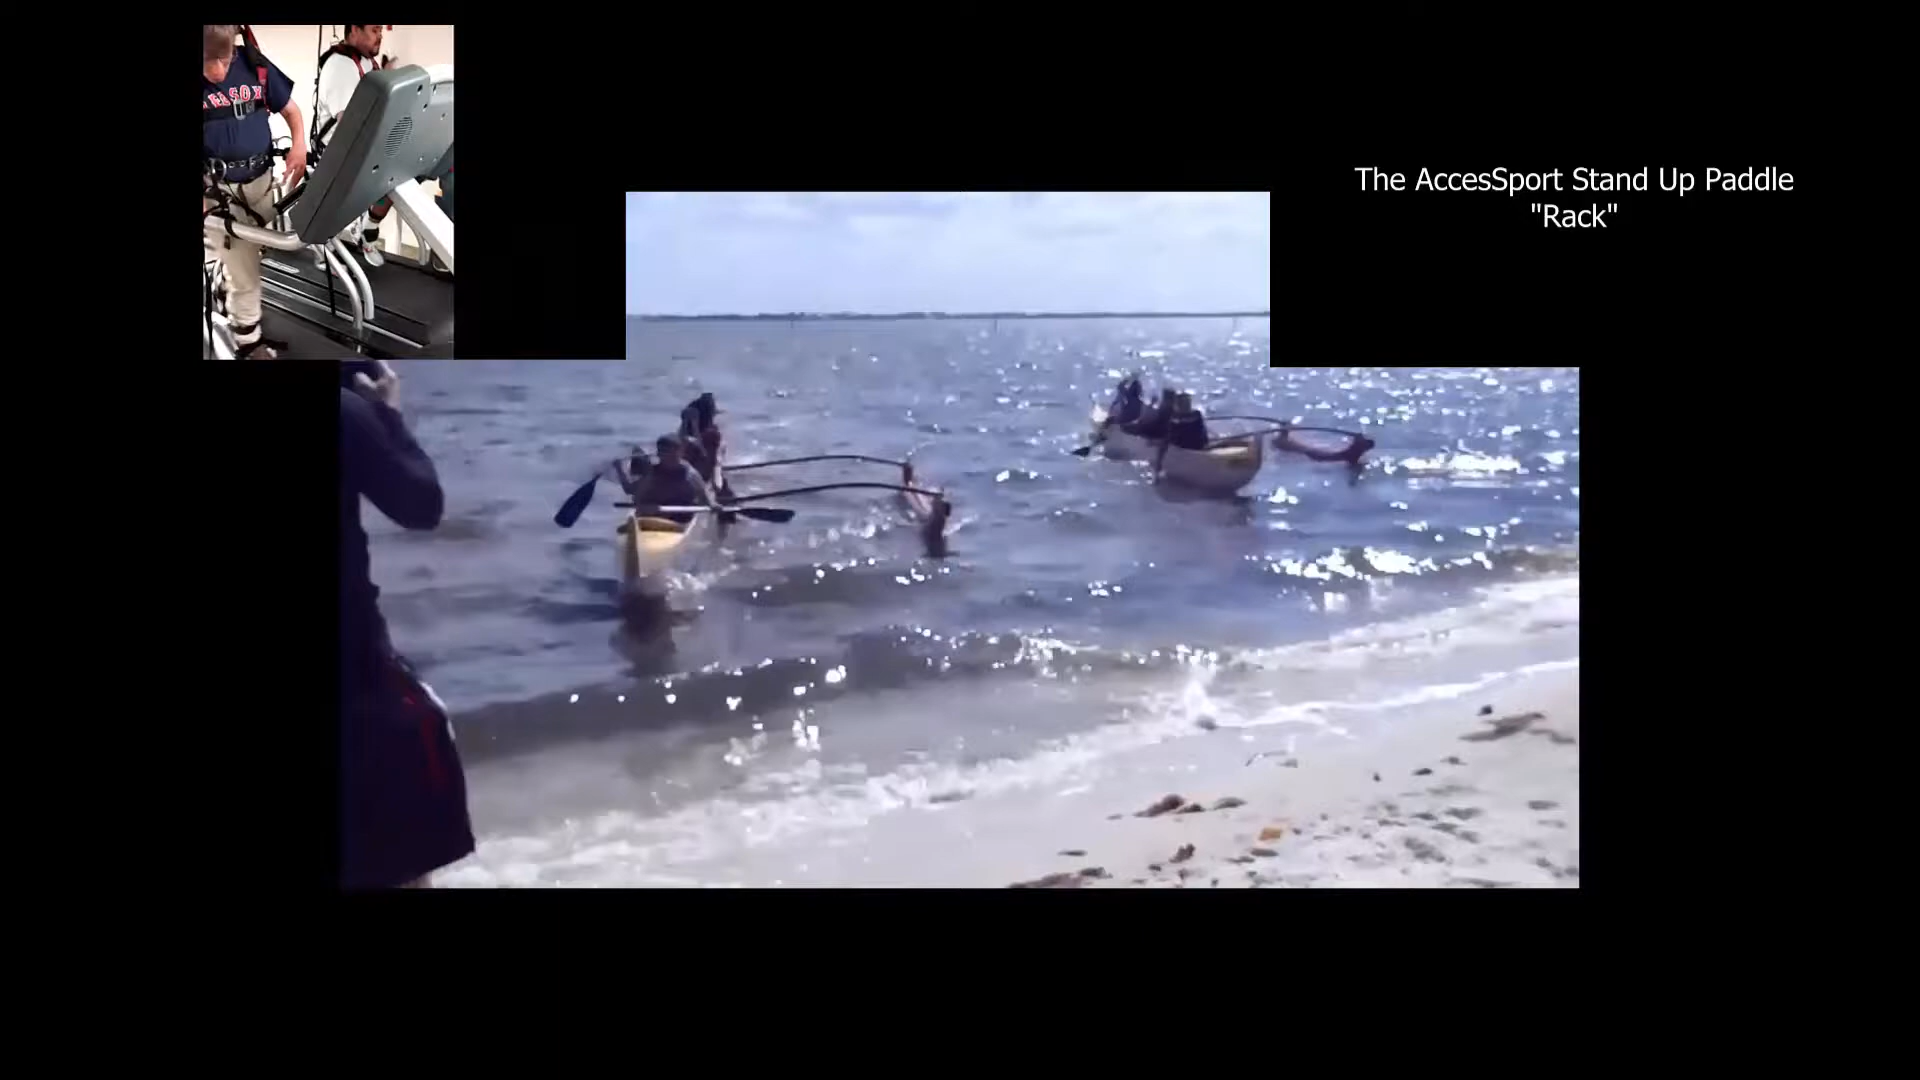 The AccesSport Stand Up Paddle
"Rack"